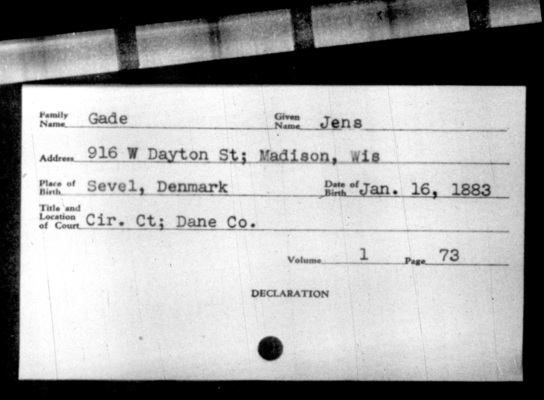 Family Name Gade Given Name Jens
Address 916 W Dayton St; Madison, Wis
Place of Birth Sevel, Denmark Date of Birth Jan. 16, 1883
Title and Location of Court Cir. Ct; Dane Co.
Volume 1 Page 73
DECLARATION